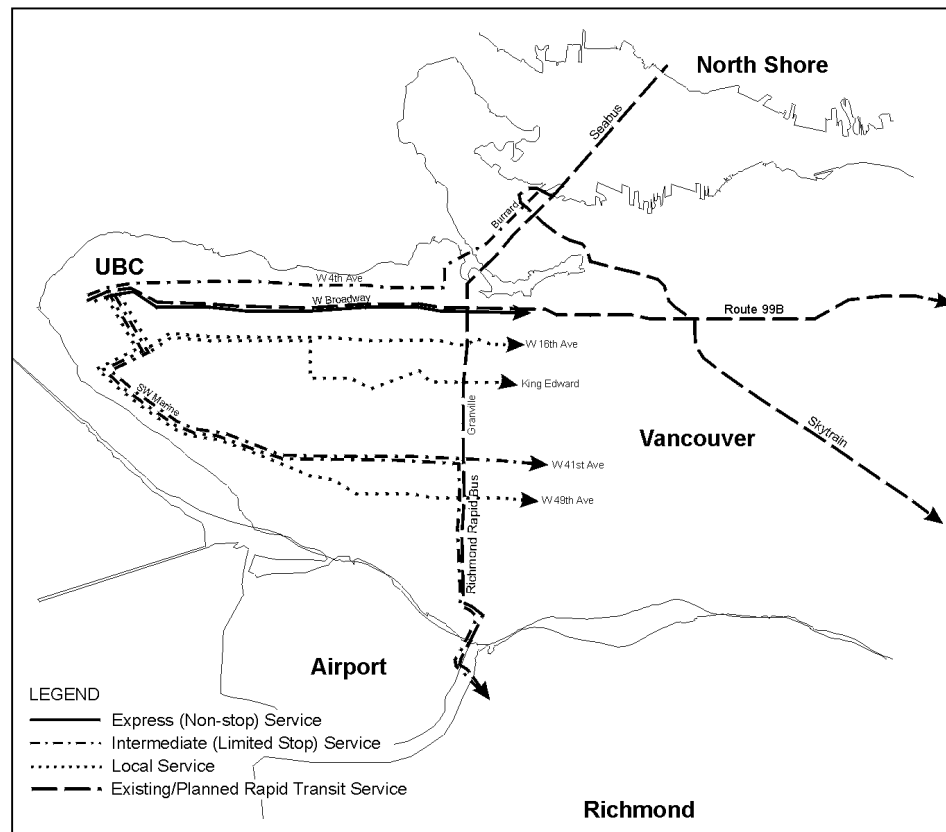 North Shore
Seabus
Burrard
UBC
W 4th Ave
W Broadway
Route 99B
W 16th Ave
King Edward
SW Marine
Granville
Vancouver
Skytrain
W 41st Ave
W 49th Ave
Richmond Rapid Bus
Airport
LEGEND
Express (Non-stop) Service
Intermediate (Limited Stop) Service
Local Service
Existing/Planned Rapid Transit Service
Richmond